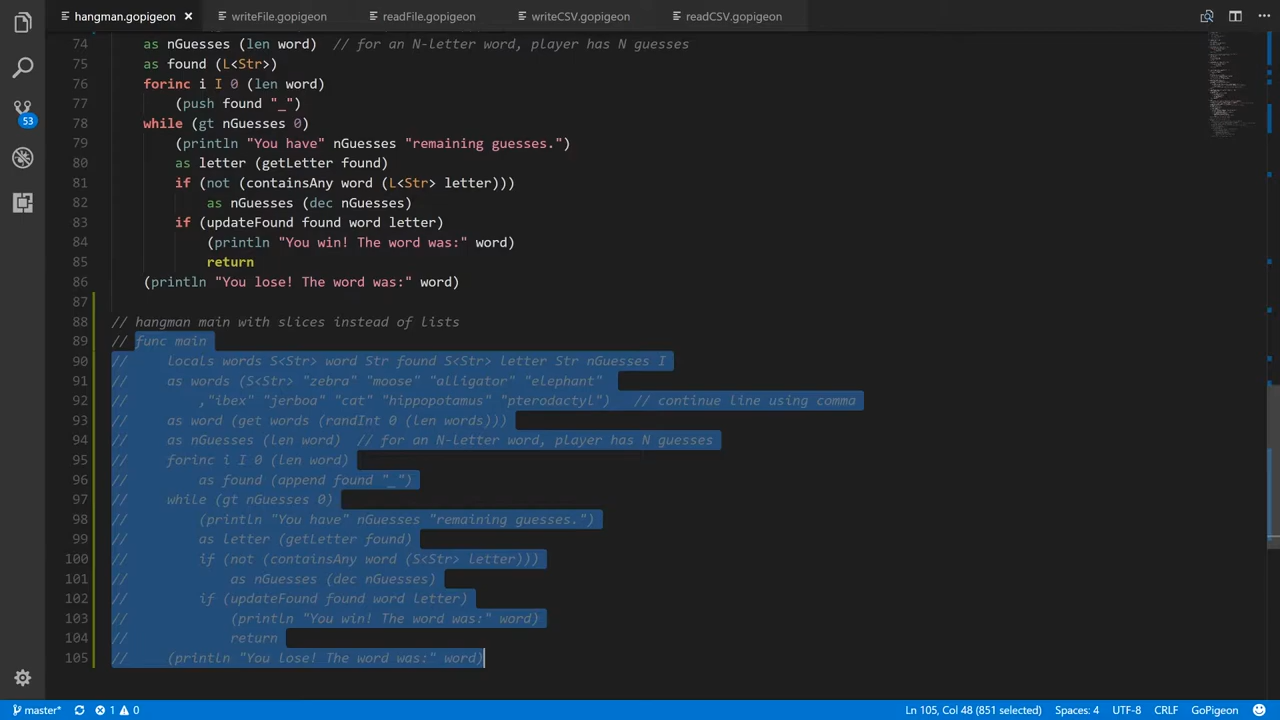 hangman.gopigeon × writeFile.gopigeon readFile.gopigeon writeCSV.gopigeon readCSV.gopigeon
53
74 as nGuesses (len word) // for an N-letter word, player has N guesses
75 as found (L<Str>)
76 forinc i I 0 (len word)
77 (push found "_")
78 while (gt nGuesses 0)
79 (println "You have" nGuesses "remaining guesses.")
80 as letter (getLetter found)
81 if (not (containsAny word (L<Str> letter)))
82 as nGuesses (dec nGuesses)
83 if (updateFound found word letter)
84 (println "You win! The word was:" word)
85 return
86 (println "You lose! The word was:" word)
87
88 // hangman main with slices instead of lists
89 // func main
90 // locals words S<Str> word Str found S<Str> letter Str nGuesses I
91 // as words (S<Str> "zebra" "moose" "alligator" "elephant"
92 // ,"ibex" "jerboa" "cat" "hippopotamus" "pterodactyl") // continue line using comma
93 // as word (get words (randInt 0 (len words)))
94 // as nGuesses (len word) // for an N-letter word, player has N guesses
95 // forinc i I 0 (len word)
96 // as found (append found "_")
97 // while (gt nGuesses 0)
98 // (println "You have" nGuesses "remaining guesses.")
99 // as letter (getLetter found)
100 // if (not (containsAny word (S<Str> letter)))
101 // as nGuesses (dec nGuesses)
102 // if (updateFound found word letter)
103 // (println "You win! The word was:" word)
104 // return
105 // (println "You lose! The word was:" word)
master* 1 0 Ln 105, Col 48 (851 selected) Spaces: 4 UTF-8 CRLF GoPigeon